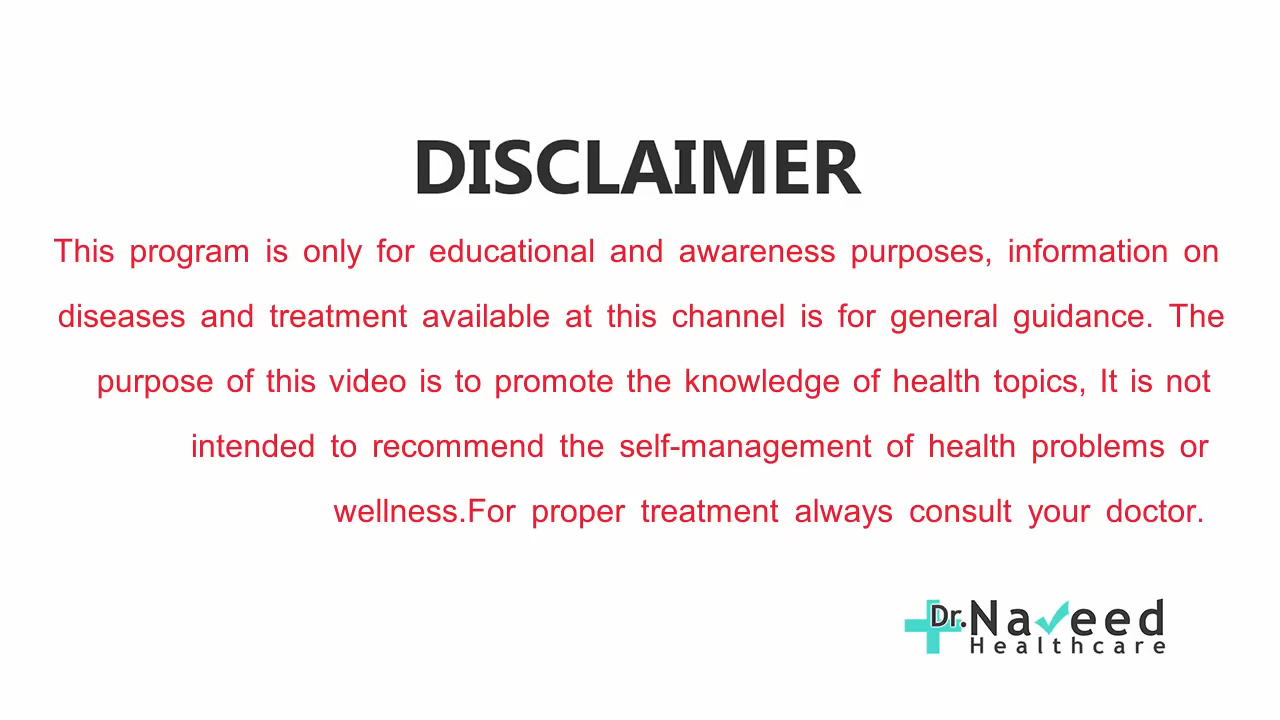 DISCLAIMER
This program is only for educational and awareness purposes, information on
diseases and treatment available at this channel is for general guidance. The
purpose of this video is to promote the knowledge of health topics, It is not
intended to recommend the self-management of health problems or
wellness.For proper treatment always consult your doctor.
Dr.Naveed
Healthcare